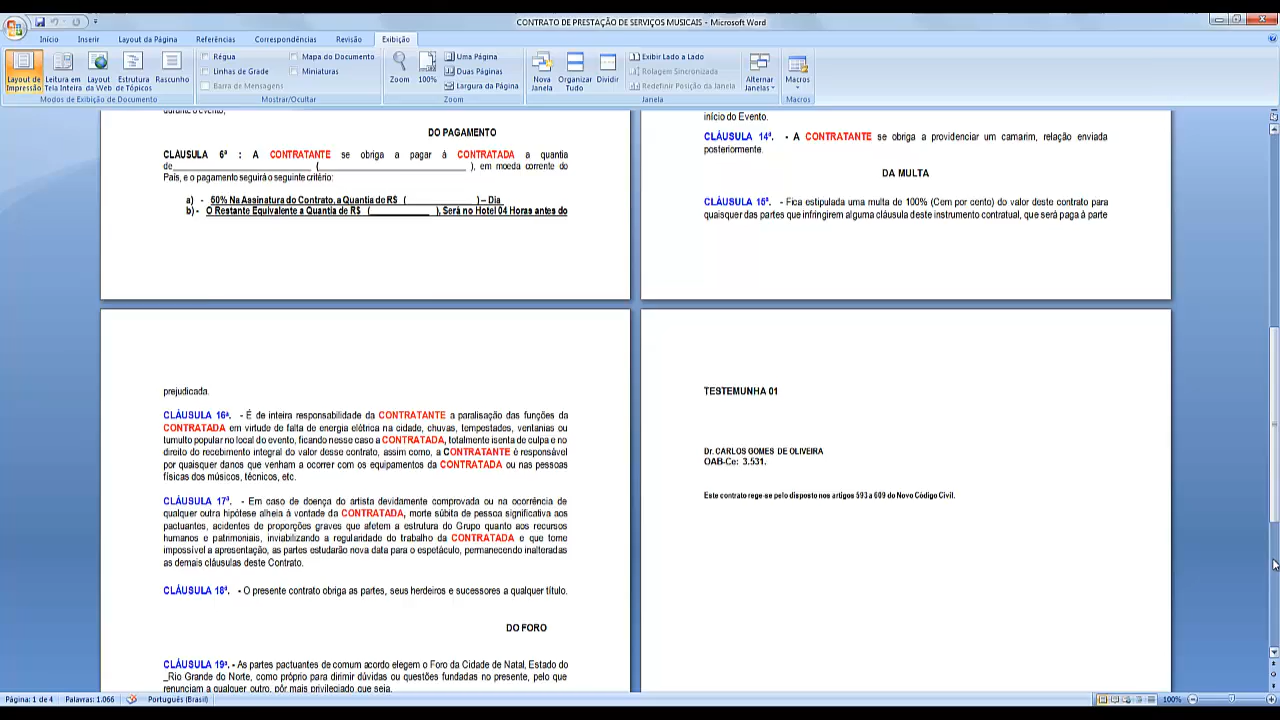 CONTRATO DE PRESTAÇÃO DE SERVIÇOS MUSICAIS - Microsoft Word
Início Inserir Layout da Página Referências Correspondências Revisão Exibição
Layout de Impressão
Leitura em Tela Inteira
Layout da Web
Estrutura de Tópicos
Rascunho
Modos de Exibição de Documento
Régua
Linhas de Grade
Barra de Mensagens
Mapa do Documento
Miniaturas
Mostrar/Ocultar
Zoom
100%
Uma Página
Duas Páginas
Largura da Página
Zoom
Nova Janela
Organizar Tudo
Dividir
Exibir Lado a Lado
Rolagem Sincronizada
Redefinir Posição da Janela
Janela
Alternar Janelas
Macros
Macros
durante o evento,
DO PAGAMENTO
CLÁUSULA 6ª : A CONTRATANTE se obriga a pagar à CONTRATADA a quantia
de____________________________ (______________________________ ), em moeda corrente do
País, e o pagamento seguirá o seguinte critério:
a) - 50% Na Assinatura do Contrato, a Quantia de R$ ( ______________ ) – Dia
b) - O Restante Equivalente a Quantia de R$ (____________ ), Será no Hotel 04 Horas antes do
início do Evento.
CLÁUSULA 14ª. - A CONTRATANTE se obriga a providenciar um camarim, relação enviada
posteriormente.
DA MULTA
CLÁUSULA 15ª. - Fica estipulada uma multa de 100% (Cem por cento) do valor deste contrato para
quaisquer das partes que infringirem alguma cláusula deste instrumento contratual, que será paga à parte
prejudicada.
CLÁUSULA 16ª. - É de inteira responsabilidade da CONTRATANTE a paralisação das funções da
CONTRATADA em virtude de falta de energia elétrica na cidade, chuvas, tempestades, ventanias ou
tumulto popular no local do evento, ficando nesse caso a CONTRATADA, totalmente isenta de culpa e no
direito do recebimento integral do valor desse contrato, assim como, a CONTRATANTE é responsável
por quaisquer danos que venham a ocorrer com os equipamentos da CONTRATADA ou nas pessoas
físicas dos músicos, técnicos, etc.
CLÁUSULA 17ª. - Em caso de doença do artista devidamente comprovada ou na ocorrência de
qualquer outra hipótese alheia à vontade da CONTRATADA, morte súbita de pessoa significativa aos
pactuantes, acidentes de proporções graves que afetem a estrutura do Grupo quanto aos recursos
humanos e patrimoniais, inviabilizando a regularidade do trabalho da CONTRATADA e que torne
impossível a apresentação, as partes estudarão nova data para o espetáculo, permanecendo inalteradas
as demais cláusulas deste Contrato.
CLÁUSULA 18ª. - O presente contrato obriga as partes, seus herdeiros e sucessores a qualquer título.
DO FORO
CLÁUSULA 19ª. - As partes pactuantes de comum acordo elegem o Foro da Cidade de Natal, Estado do
_Rio Grande do Norte, como próprio para dirimir dúvidas ou questões fundadas no presente, pelo que
renunciam a qualquer outro, pôr mais privilegiado que seja.
TESTEMUNHA 01
Dr. CARLOS GOMES DE OLIVEIRA
OAB-Ce: 3.531.
Este contrato rege-se pelo disposto nos artigos 593 a 609 do Novo Código Civil.
Página: 1 de 4 Palavras: 1.066 Português (Brasil) 100%